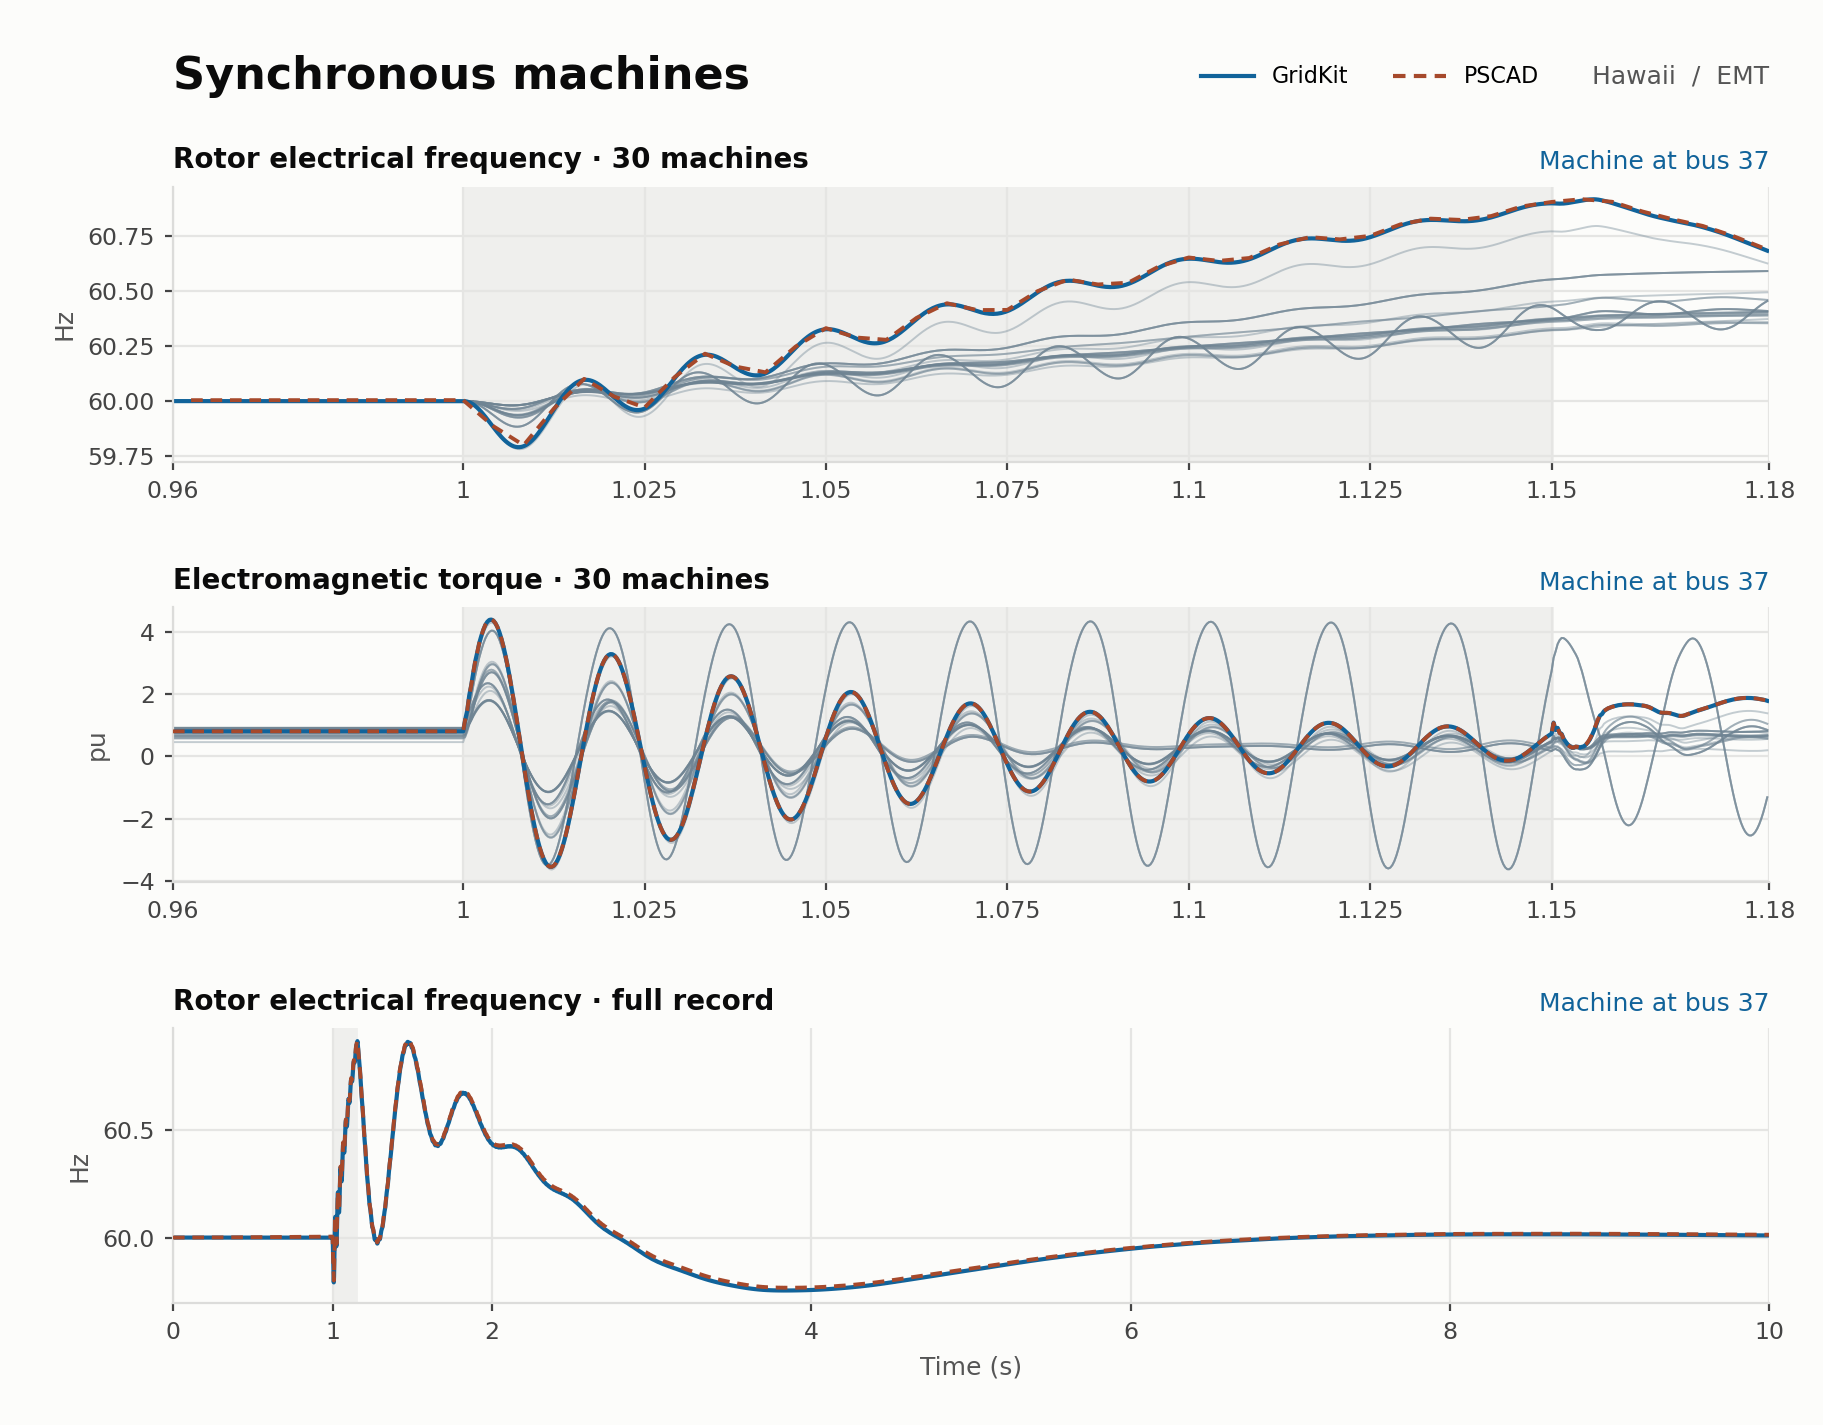 Synchronous machines
GridKit PSCAD Hawaii / EMT
Rotor electrical frequency · 30 machines Machine at bus 37
60.75
60.50
60.25
60.00
59.75
Hz
0.96 1 1.025 1.05 1.075 1.1 1.125 1.15 1.18
Electromagnetic torque · 30 machines Machine at bus 37
4
2
0
−2
−4
pu
0.96 1 1.025 1.05 1.075 1.1 1.125 1.15 1.18
Rotor electrical frequency · full record Machine at bus 37
60.5
60.0
Hz
0 1 2 4 6 8 10
Time (s)